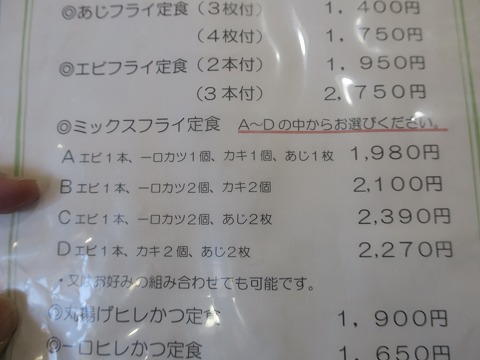 ◎あじフライ定食(3枚付) 1,400円
(4枚付) 1,750円
◎エビフライ定食(2本付) 1,950円
(3本付) 2,750円
◎ミックスフライ定食 A～Dの中からお選びください。
A エビ1本、一ロカツ1個、カキ1個、あじ1枚 1,980円
B エビ1本、一ロカツ2個、カキ2個 2,100円
C エビ1本、一ロカツ2個、あじ2枚 2,390円
D エビ1本、カキ2個、あじ2枚 2,270円
・又はお好みの組み合わせでも可能です。
◎丸揚げヒレかつ定食 1,900円
◎一口ヒレかつ定食 1,650円